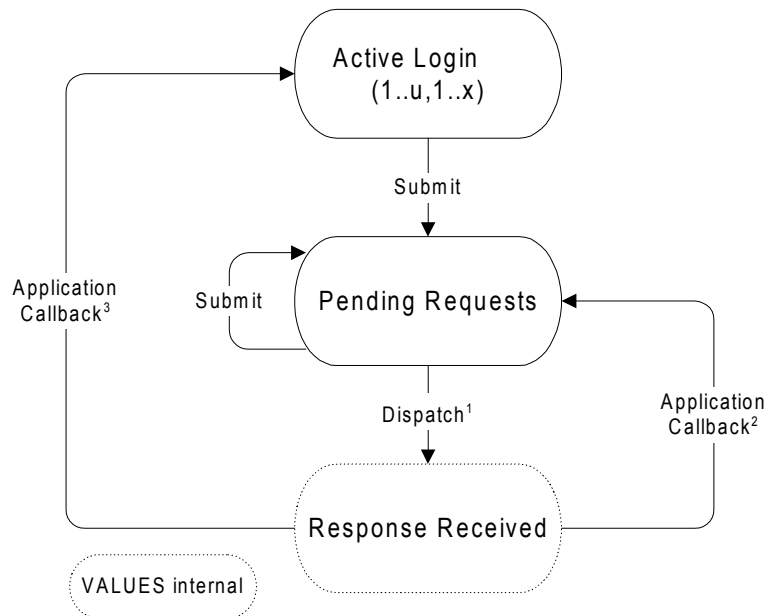 Active Login
(1..u,1..x)
Submit
Submit
Pending Requests
Application
Callback³
Dispatch¹
Application
Callback²
Response Received
VALUES internal